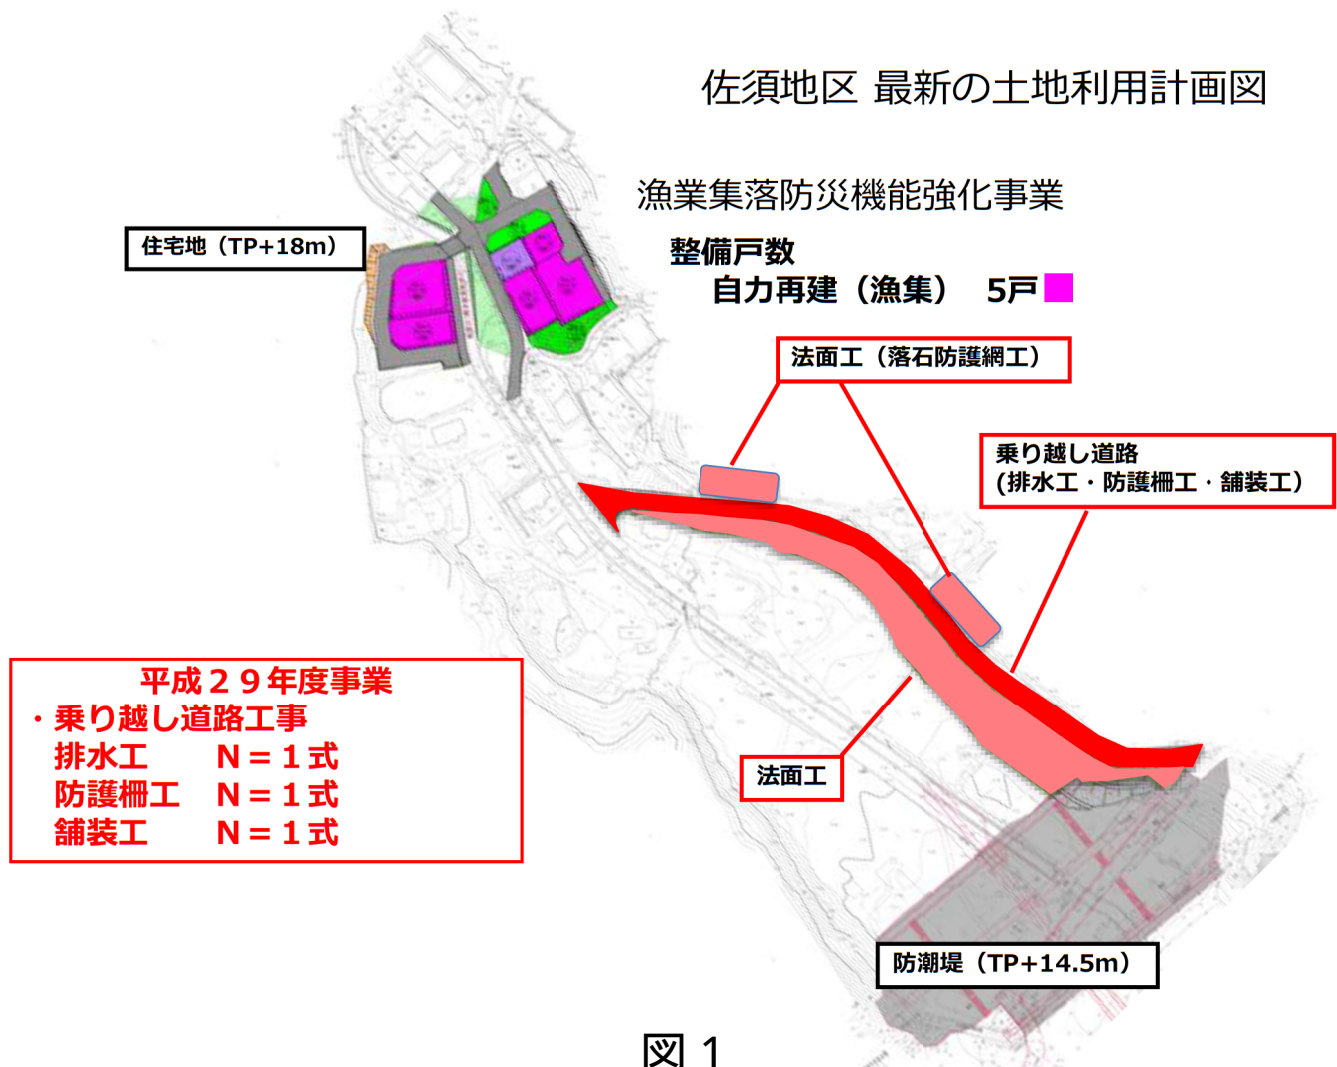 佐須地区 最新の土地利用計画図
漁業集落防災機能強化事業
整備戸数
自力再建（漁集） 5戸
住宅地（TP+18m）
法面工（落石防護網工）
乗り越し道路
(排水工・防護柵工・舗装工）
平成２９年度事業
・乗り越し道路工事
排水工 Ｎ＝１式
防護柵工 Ｎ＝１式
舗装工 Ｎ＝１式
法面工
防潮堤（TP+14.5m）
図１